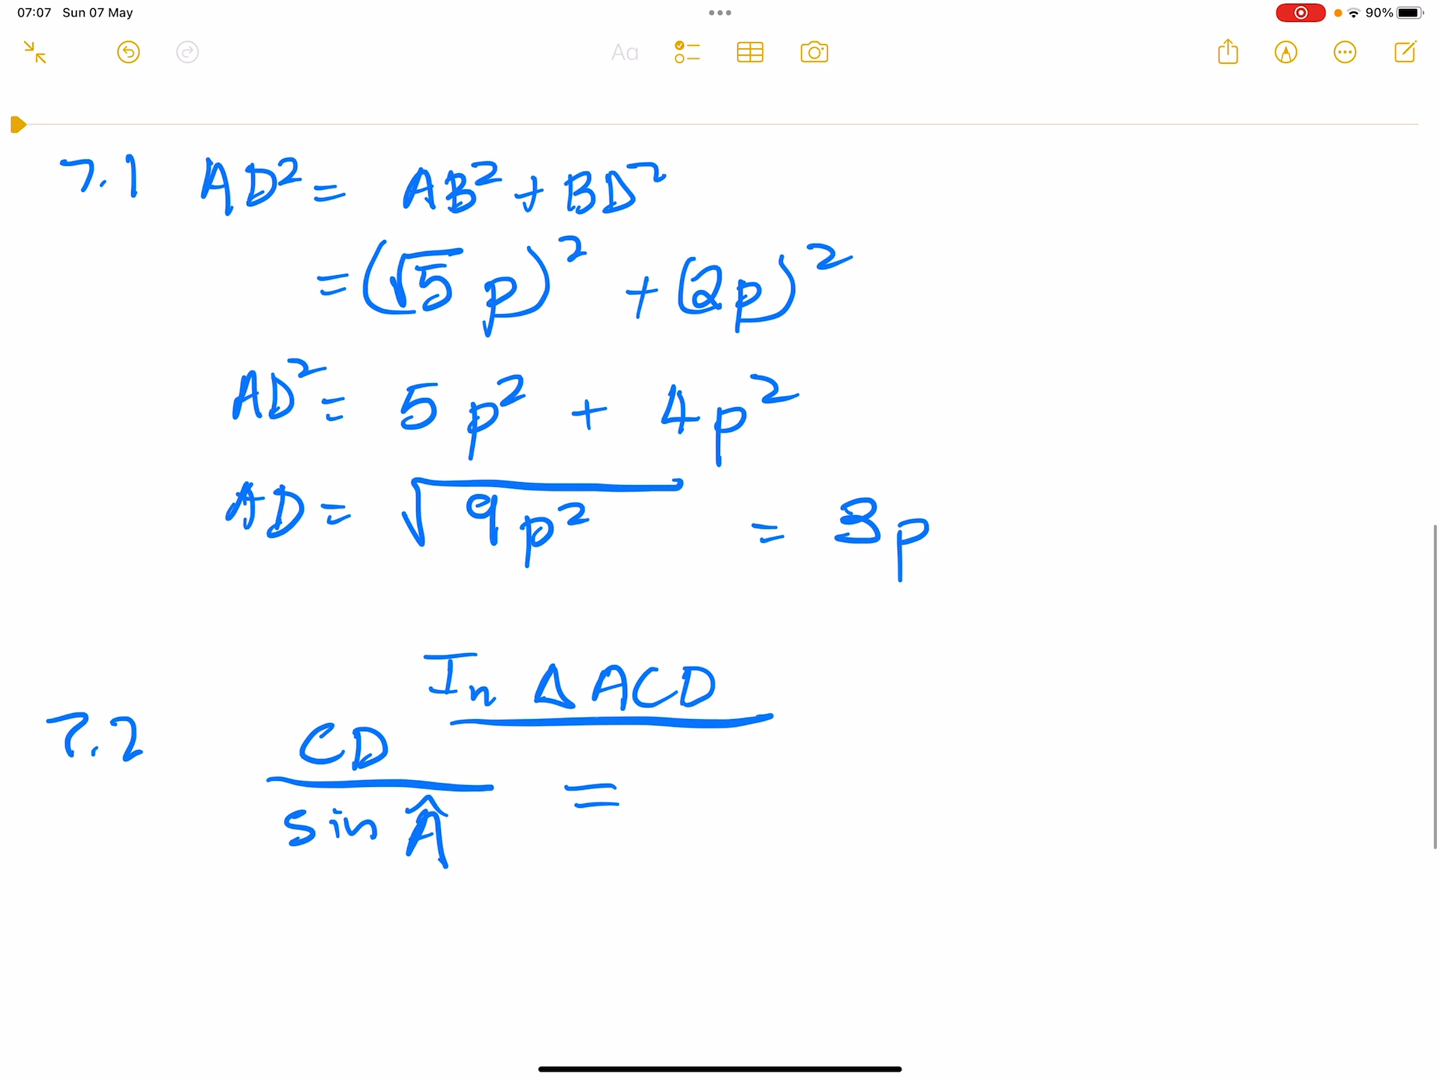 07:07 Sun 07 May
90%
Aa
7.1 AD² = AB² + BD²
= (√5 p)² + (2p)²
AD² = 5p² + 4p²
AD = √9p² = 3p
In Δ ACD
7.2 CD / sin Â =